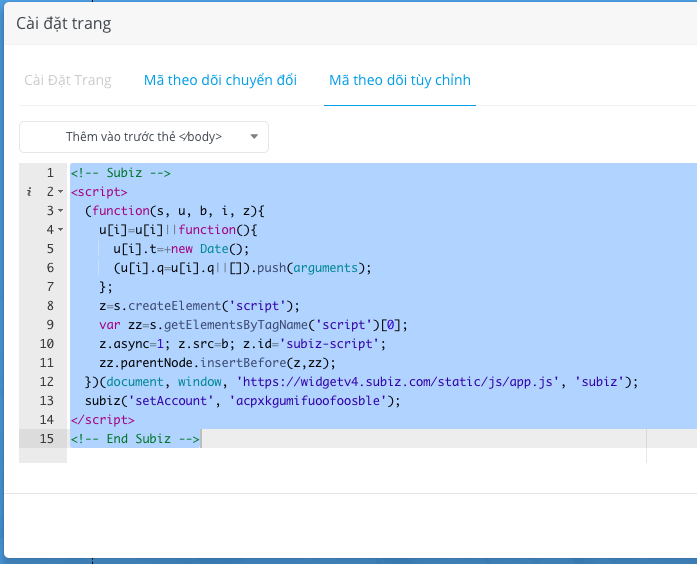 Cài đặt trang
Cài Đặt Trang Mã theo dõi chuyển đổi Mã theo dõi tùy chỉnh
Thêm vào trước thẻ </body>
1 <!-- Subiz -->
i 2 <script>
3 (function(s, u, b, i, z){
4 u[i]=u[i]||function(){
5 u[i].t=+new Date();
6 (u[i].q=u[i].q||[]).push(arguments);
7 };
8 z=s.createElement('script');
9 var zz=s.getElementsByTagName('script')[0];
10 z.async=1; z.src=b; z.id='subiz-script';
11 zz.parentNode.insertBefore(z,zz);
12 })(document, window, 'https://widgetv4.subiz.com/static/js/app.js', 'subiz');
13 subiz('setAccount', 'acpxkgumifuoofoosble');
14 </script>
15 <!-- End Subiz -->